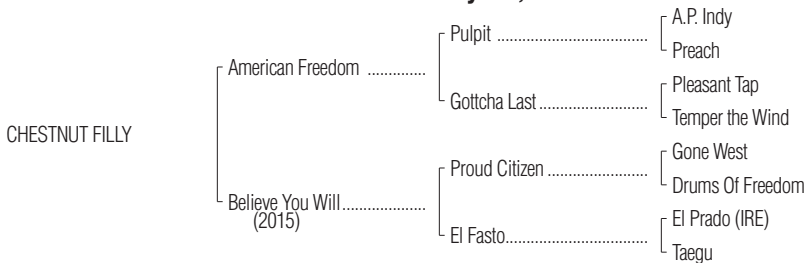 A.P. Indy
Pulpit ....................................
Preach
American Freedom ..............
Pleasant Tap
Gottcha Last..........................
Temper the Wind
CHESTNUT FILLY
Gone West
Proud Citizen ........................
Drums Of Freedom
Believe You Will....................
(2015)
El Prado (IRE)
El Fasto..................................
Taegu